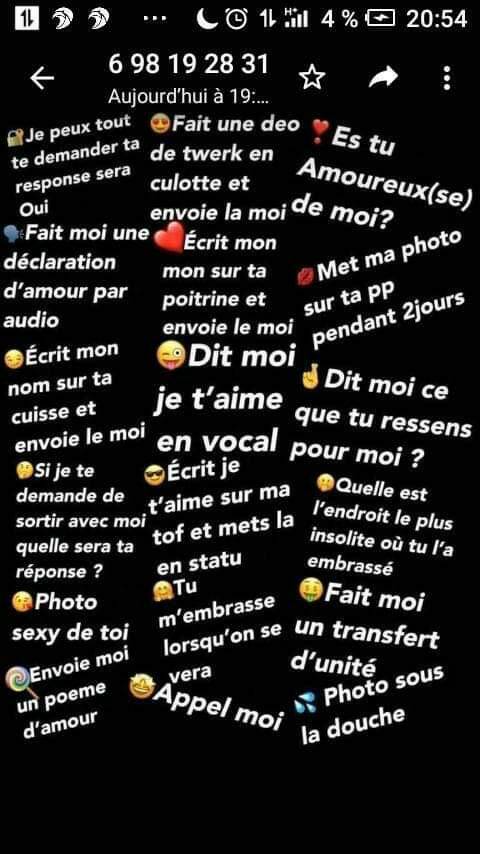 4 % 20:54
6 98 19 28 31
Aujourd'hui à 19:...
Je peux tout
te demander ta
response sera
Oui
Fait moi une
déclaration
d'amour par
audio
Écrit mon
nom sur ta
cuisse et
envoie le moi
Si je te
demande de
sortir avec moi
quelle sera ta
réponse ?
Photo
sexy de toi
Envoie moi
un poeme
d'amour
Fait une deo
de twerk en
culotte et
envoie la moi
Écrit mon
mon sur ta
poitrine et
envoie le moi
Dit moi
je t'aime
en vocal
Écrit je
t'aime sur ma
tof et mets la
en statu
Tu
m'embrasse
lorsqu'on se
vera
Appel moi
Es tu
Amoureux(se)
de moi?
Met ma photo
sur ta pp
pendant 2jours
Dit moi ce
que tu ressens
pour moi ?
Quelle est
l'endroit le plus
insolite où tu l'a
embrassé
Fait moi
un transfert
d'unité
Photo sous
la douche